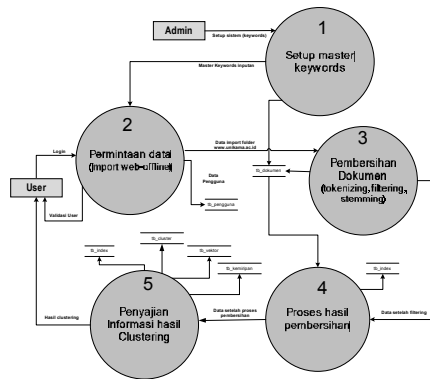 Admin
Setup sistem (keywords)
1
Setup master
keywords
Master Keywords inputan
2
Permintaan data
(Import web-offline)
Login
User
Validasi User
Data import folder
www.unikama.ac.id
Data
Pengguna
tb_pengguna
tb_dokumen
3
Pembersihan
Dokumen
(tokenizing,filtering,
stemming)
tb_cluster
tb_index
tb_vektor
tb_kemiripan
tb_index
4
Proses hasil
pembersihan
5
Penyajian
Informasi hasil
Clustering
Hasil clustering
Data setelah proses
pembersihan
Data setelah filtering